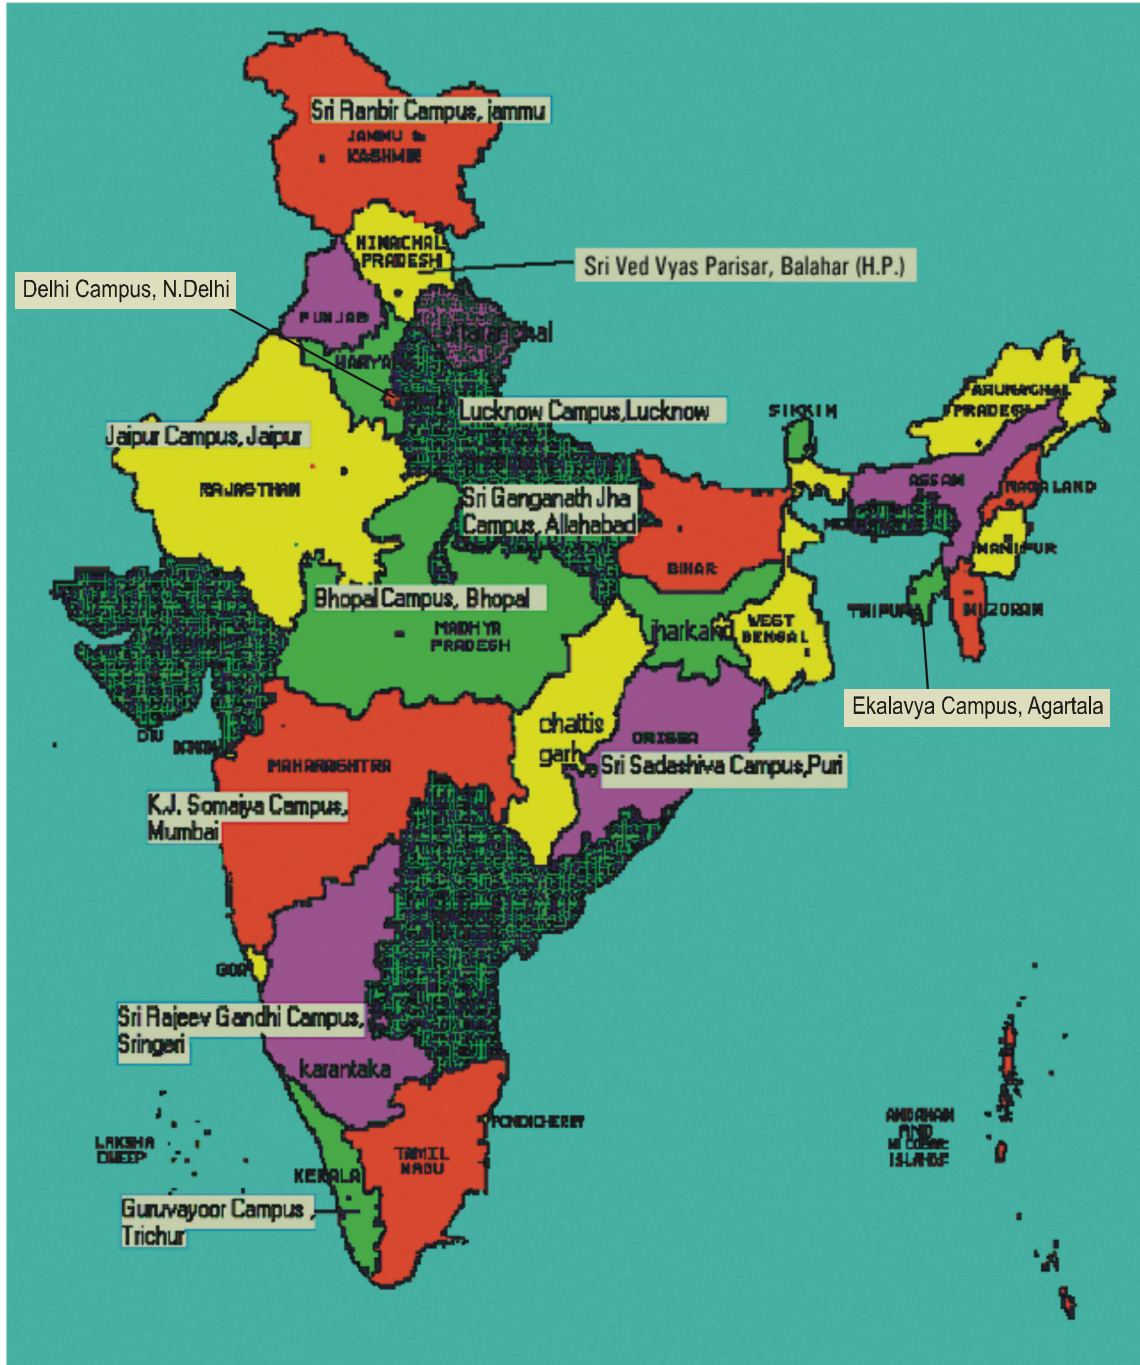 Sri Ranbir Campus, jammu
JAMMU &
KASHMIR
HIMACHAL
PRADESH
Sri Ved Vyas Parisar, Balahar (H.P.)
Delhi Campus, N.Delhi
PUNJAB
uttaranchal
HARYA
Lucknow Campus,Lucknow
SIKKIM
ARUNACHAL
PRADESH
Jaipur Campus, Jaipur
RAJASTHAN
Sri Ganganath Jha
Campus, Allahabad
ASSAM
NAGALAND
MANIPUR
BIHAR
Bhopal Campus, Bhopal
MADHYA
PRADESH
jharkand
WEST
BENGAL
TRIPURA
MIZORAM
Ekalavya Campus, Agartala
DIU
DAMAN
chattis
garh
ORISSA
Sri Sadashiva Campus,Puri
MAHARASHTRA
K.J. Somaiya Campus,
Mumbai
GOA
Sri Rajeev Gandhi Campus,
Sringeri
karantaka
PONDICHERRY
LAKSHA
DWEEP
ANDAMAN
AND
NICOBAR
ISLANDS
TAMIL
NADU
KERALA
Guruvayoor Campus ,
Trichur